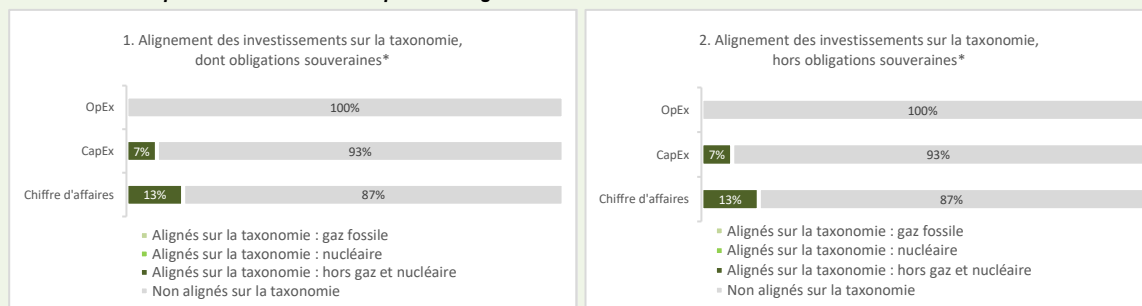 1. Alignement des investissements sur la taxonomie,
dont obligations souveraines*
OpEx
100%
CapEx
7%
93%
Chiffre d'affaires
13%
87%
Alignés sur la taxonomie : gaz fossile
Alignés sur la taxonomie : nucléaire
Alignés sur la taxonomie : hors gaz et nucléaire
Non alignés sur la taxonomie
2. Alignement des investissements sur la taxonomie,
hors obligations souveraines*
OpEx
100%
CapEx
7%
93%
Chiffre d'affaires
13%
87%
Alignés sur la taxonomie : gaz fossile
Alignés sur la taxonomie : nucléaire
Alignés sur la taxonomie : hors gaz et nucléaire
Non alignés sur la taxonomie